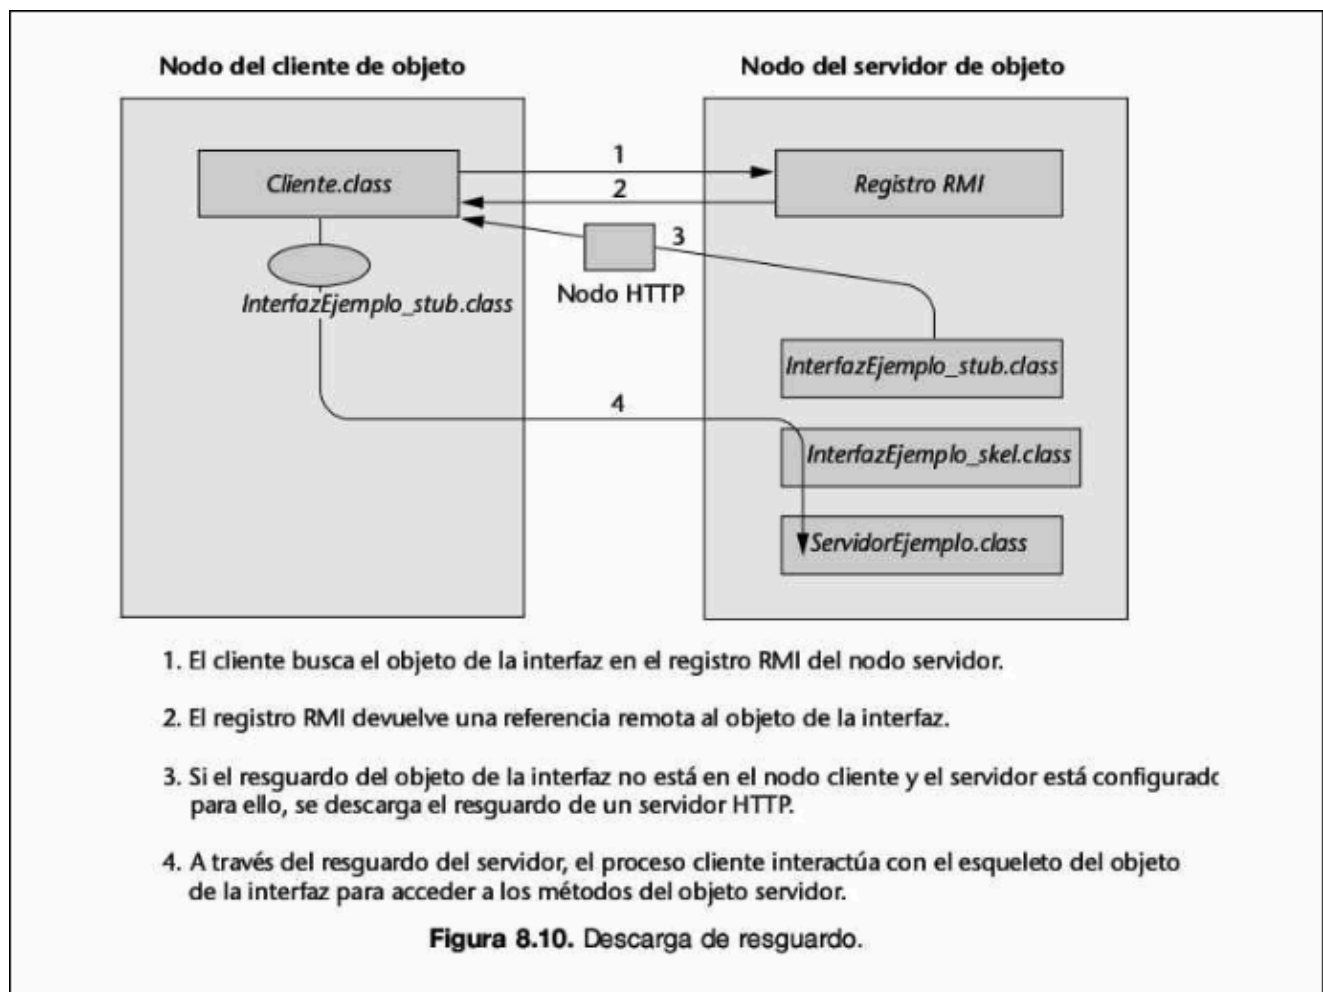 Nodo del cliente de objeto
Nodo del servidor de objeto
Cliente.class
1
Registro RMI
2
3
Nodo HTTP
InterfazEjemplo_stub.class
InterfazEjemplo_stub.class
4
InterfazEjemplo_skel.class
ServidorEjemplo.class
1. El cliente busca el objeto de la interfaz en el registro RMI del nodo servidor.
2. El registro RMI devuelve una referencia remota al objeto de la interfaz.
3. Si el resguardo del objeto de la interfaz no está en el nodo cliente y el servidor está configurado
para ello, se descarga el resguardo de un servidor HTTP.
4. A través del resguardo del servidor, el proceso cliente interactúa con el esqueleto del objeto
de la interfaz para acceder a los métodos del objeto servidor.
Figura 8.10. Descarga de resguardo.